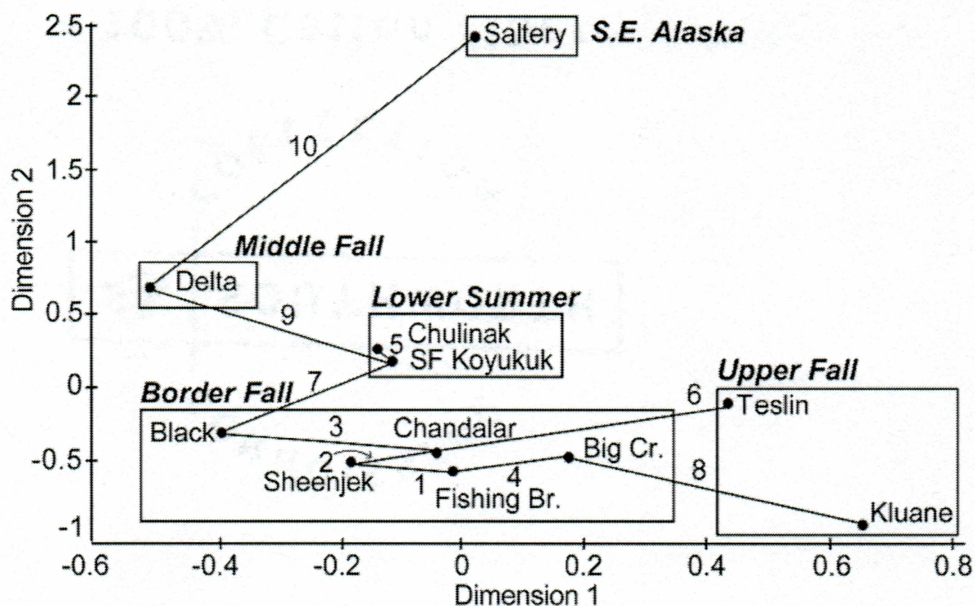 2.5
Saltery S.E. Alaska
2
10
1.5
Dimension 2
1
Middle Fall
Delta
0.5
9
Lower Summer
5 Chulinak
SF Koyukuk
0
7
Border Fall
Upper Fall
6
Teslin
Black
3
Chandalar
Big Cr.
-0.5
2
Sheenjek
1
4
Fishing Br.
8
Kluane
-1
-0.6 -0.4 -0.2 0 0.2 0.4 0.6 0.8
Dimension 1